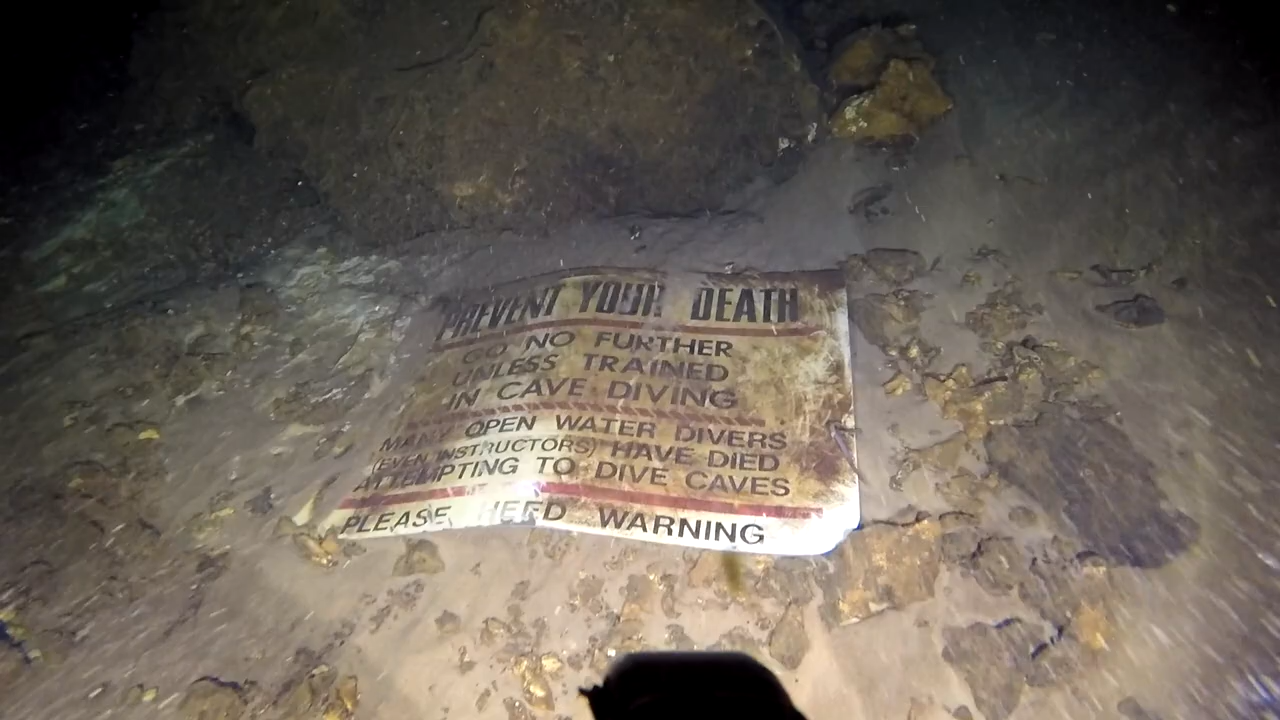 PREVENT YOUR DEATH
GO NO FURTHER
UNLESS TRAINED
IN CAVE DIVING
MANY OPEN WATER DIVERS
(EVEN INSTRUCTORS) HAVE DIED
ATTEMPTING TO DIVE CAVES
PLEASE HEED WARNING